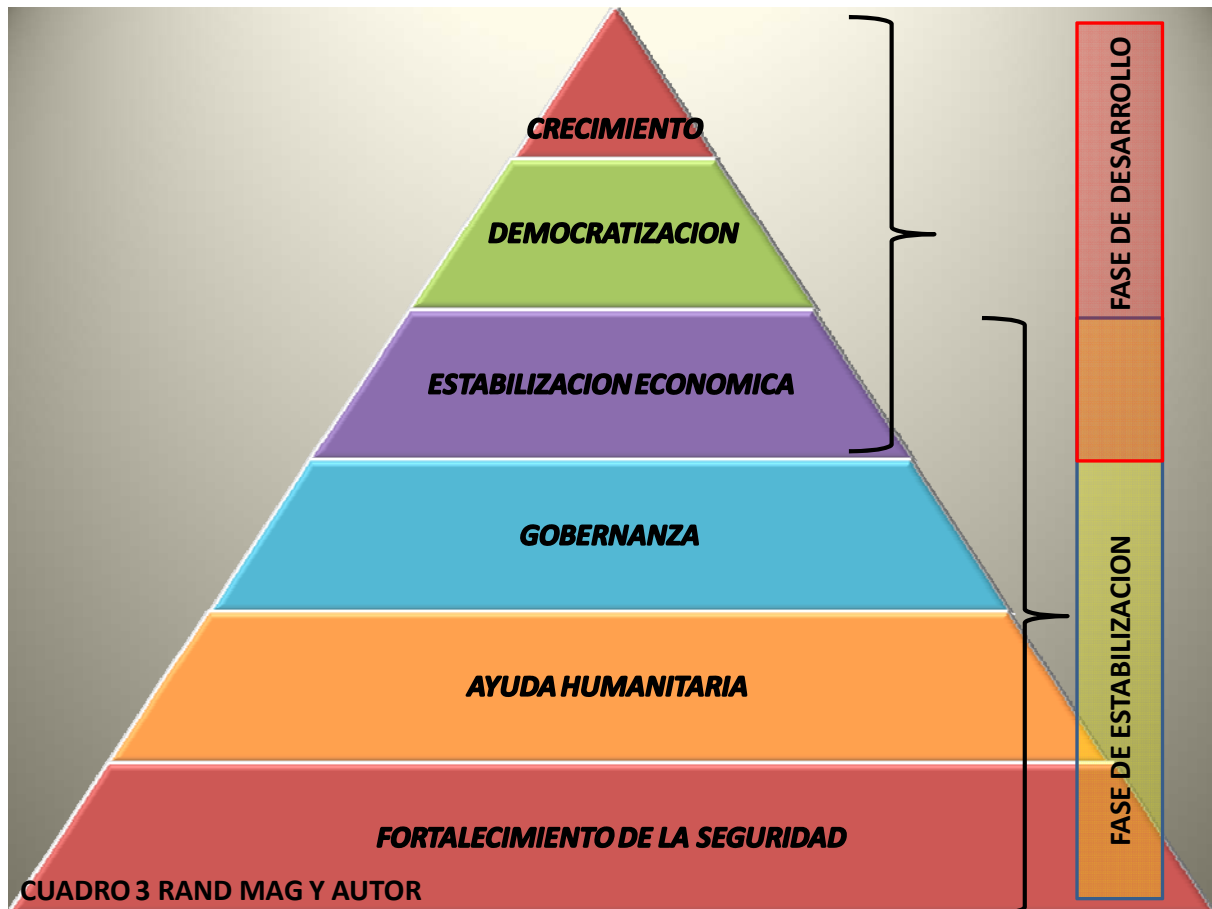 CRECIMIENTO
DEMOCRATIZACION
ESTABILIZACION ECONOMICA
GOBERNANZA
AYUDA HUMANITARIA
FORTALECIMIENTO DE LA SEGURIDAD
CUADRO 3 RAND MAG Y AUTOR
FASE DE DESARROLLO
FASE DE ESTABILIZACION